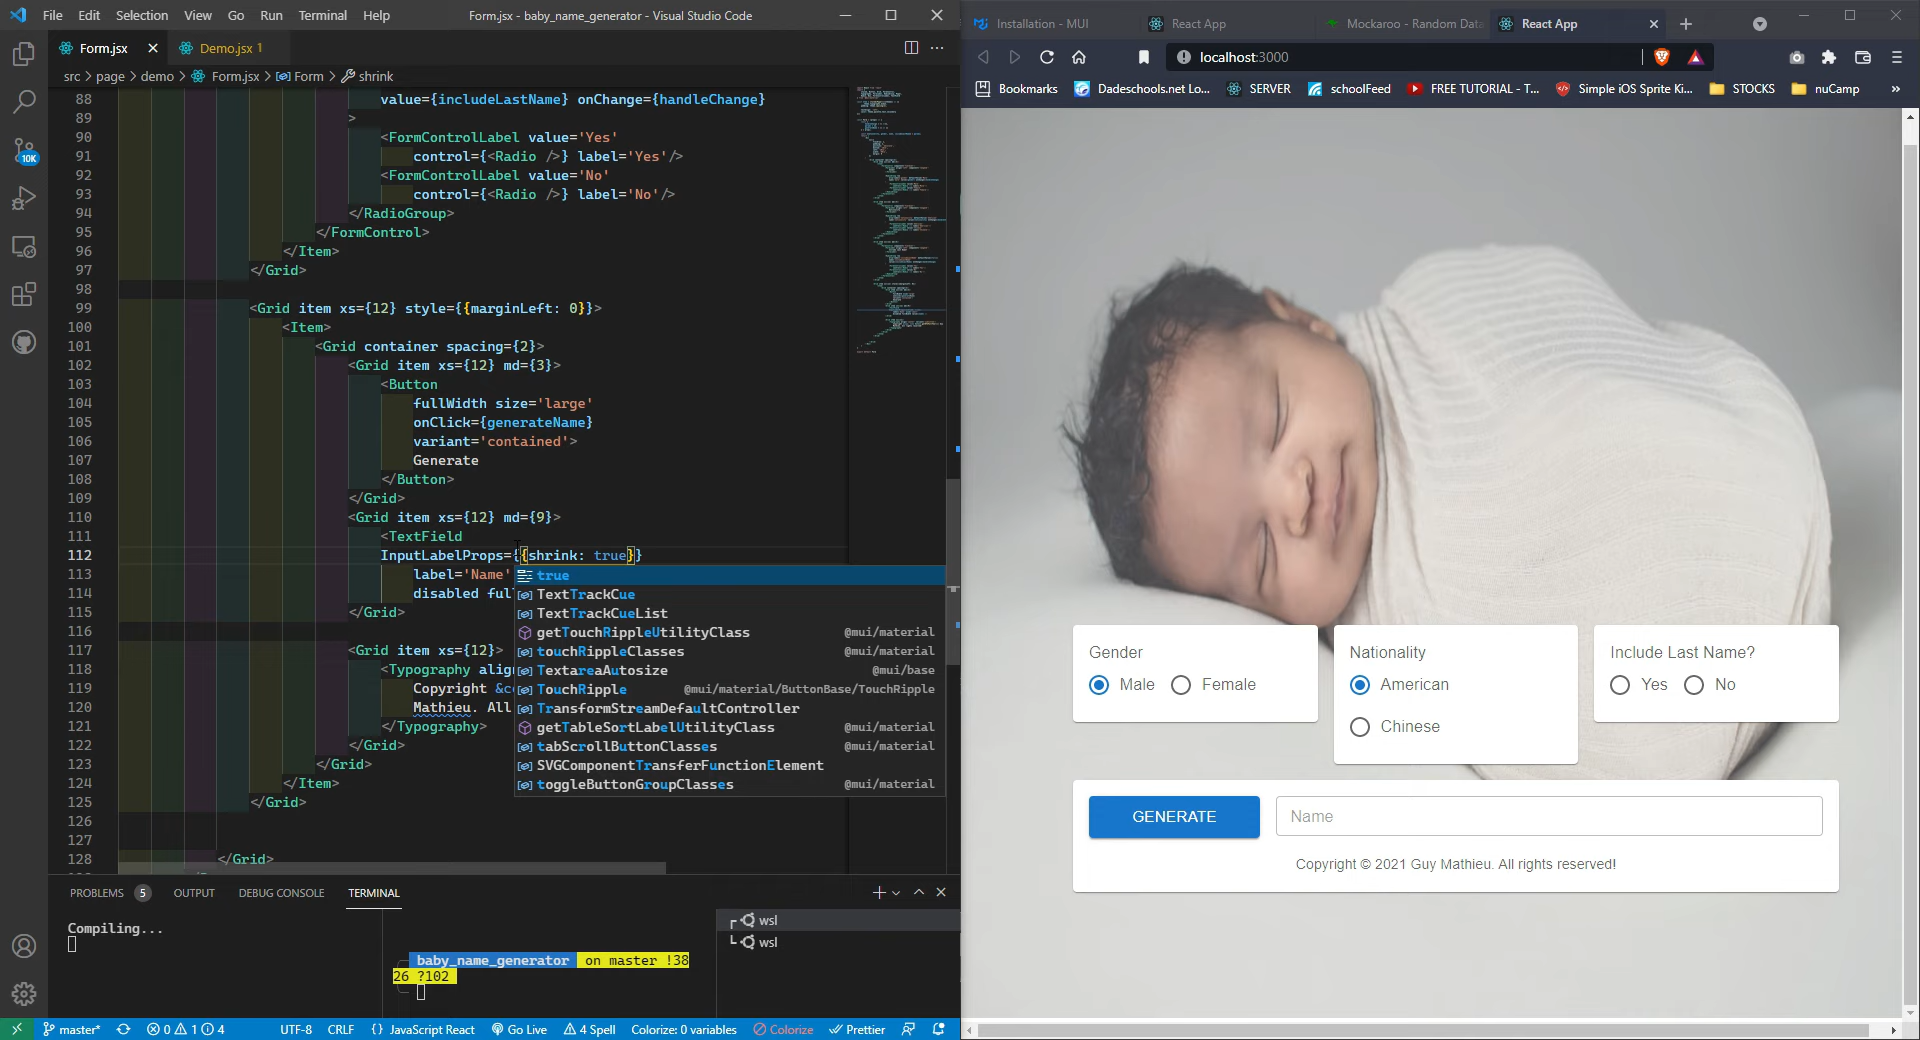 File Edit Selection View Go Run Terminal Help Form.jsx - baby_name_generator - Visual Studio Code
Form.jsx Demo.jsx 1
src > page > demo > Form.jsx > Form > shrink
88 value={includeLastName} onChange={handleChange}
89 >
90 <FormControlLabel value='Yes'
91 control={<Radio />} label='Yes'/>
92 <FormControlLabel value='No'
93 control={<Radio />} label='No'/>
94 </RadioGroup>
95 </FormControl>
96 </Item>
97 </Grid>
98
99 <Grid item xs={12} style={{marginLeft: 0}}>
100 <Item>
101 <Grid container spacing={2}>
102 <Grid item xs={12} md={3}>
103 <Button
104 fullWidth size='large'
105 onClick={generateName}
106 variant='contained'>
107 Generate
108 </Button>
109 </Grid>
110 <Grid item xs={12} md={9}>
111 <TextField
112 InputLabelProps={{shrink: true}}
113 label='Name'
114 disabled ful
115 </Grid>
116
117 <Grid item xs={12}>
118 <Typography alig
119 Copyright &c
120 Mathieu. All
121 </Typography>
122 </Grid>
123 </Grid>
124 </Item>
125 </Grid>
126
127
128 </Grid>
true
TextTrackCue
TextTrackCueList
getTouchRippleUtilityClass @mui/material
touchRippleClasses @mui/material
TextareaAutosize @mui/base
TouchRipple @mui/material/ButtonBase/TouchRipple
TransformStreamDefaultController
getTableSortLabelUtilityClass @mui/material
tabScrollButtonClasses @mui/material
SVGComponentTransferFunctionElement
toggleButtonGroupClasses @mui/material
PROBLEMS 5 OUTPUT DEBUG CONSOLE TERMINAL
Compiling...
baby_name_generator on master !38
26 ?102
wsl
wsl
10K
master* 0 1 4 UTF-8 CRLF {} JavaScript React Go Live 4 Spell Colorize: 0 variables Colorize Prettier
Installation - MUI React App Mockaroo - Random Data React App
localhost:3000
Bookmarks Dadeschools.net Lo... SERVER schoolFeed FREE TUTORIAL - T... Simple iOS Sprite Ki... STOCKS nuCamp »
Gender
Male Female
Nationality
American
Chinese
Include Last Name?
Yes No
GENERATE Name
Copyright © 2021 Guy Mathieu. All rights reserved!